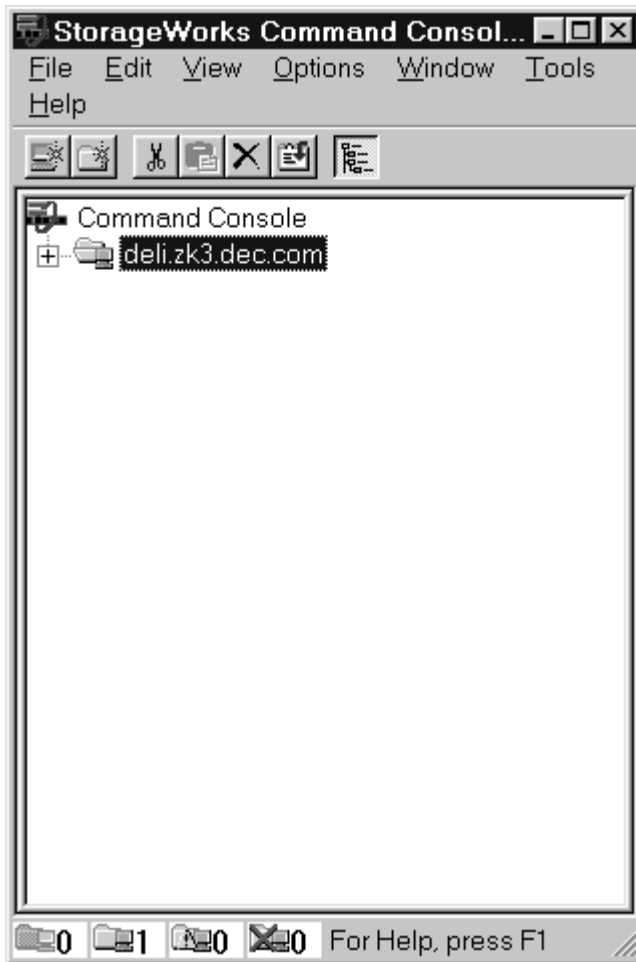 StorageWorks Command Consol...
File Edit View Options Window Tools
Help
Command Console
deli.zk3.dec.com
0 1 0 0 For Help, press F1